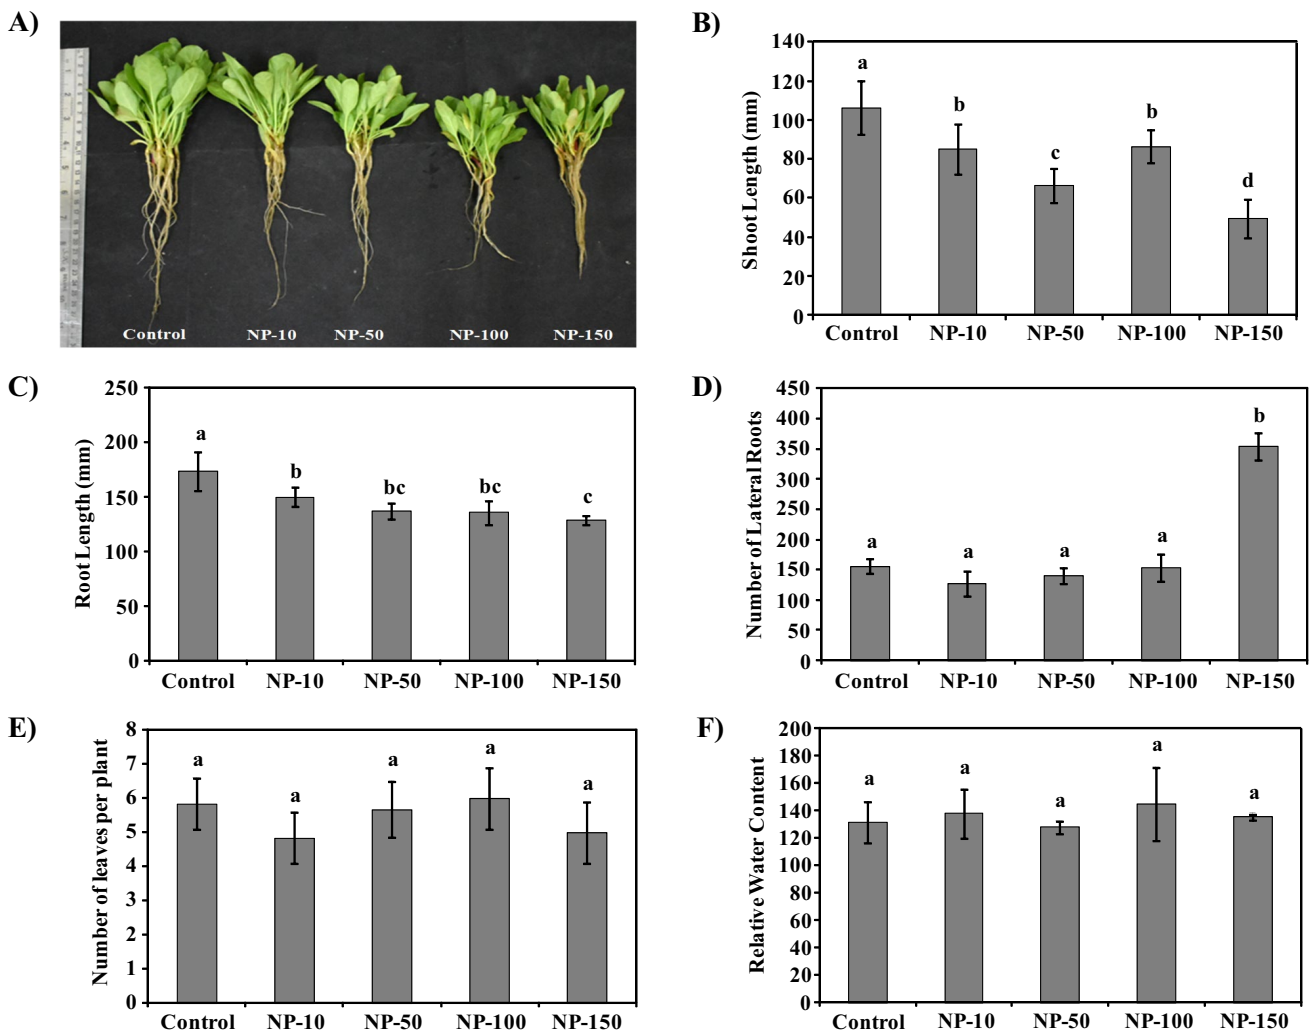 A)
Control NP-10 NP-50 NP-100 NP-150
B)
Shoot Length (mm)
140
120
100
80
60
40
20
0
a b c b d
Control NP-10 NP-50 NP-100 NP-150
C)
Root Length (mm)
250
200
150
100
50
0
a b bc bc c
Control NP-10 NP-50 NP-100 NP-150
D)
Number of Lateral Roots
450
400
350
300
250
200
150
100
50
0
a a a a b
Control NP-10 NP-50 NP-100 NP-150
E)
Number of leaves per plant
8
7
6
5
4
3
2
1
0
a a a a a
Control NP-10 NP-50 NP-100 NP-150
F)
Relative Water Content
200
180
160
140
120
100
80
60
40
20
0
a a a a a
Control NP-10 NP-50 NP-100 NP-150